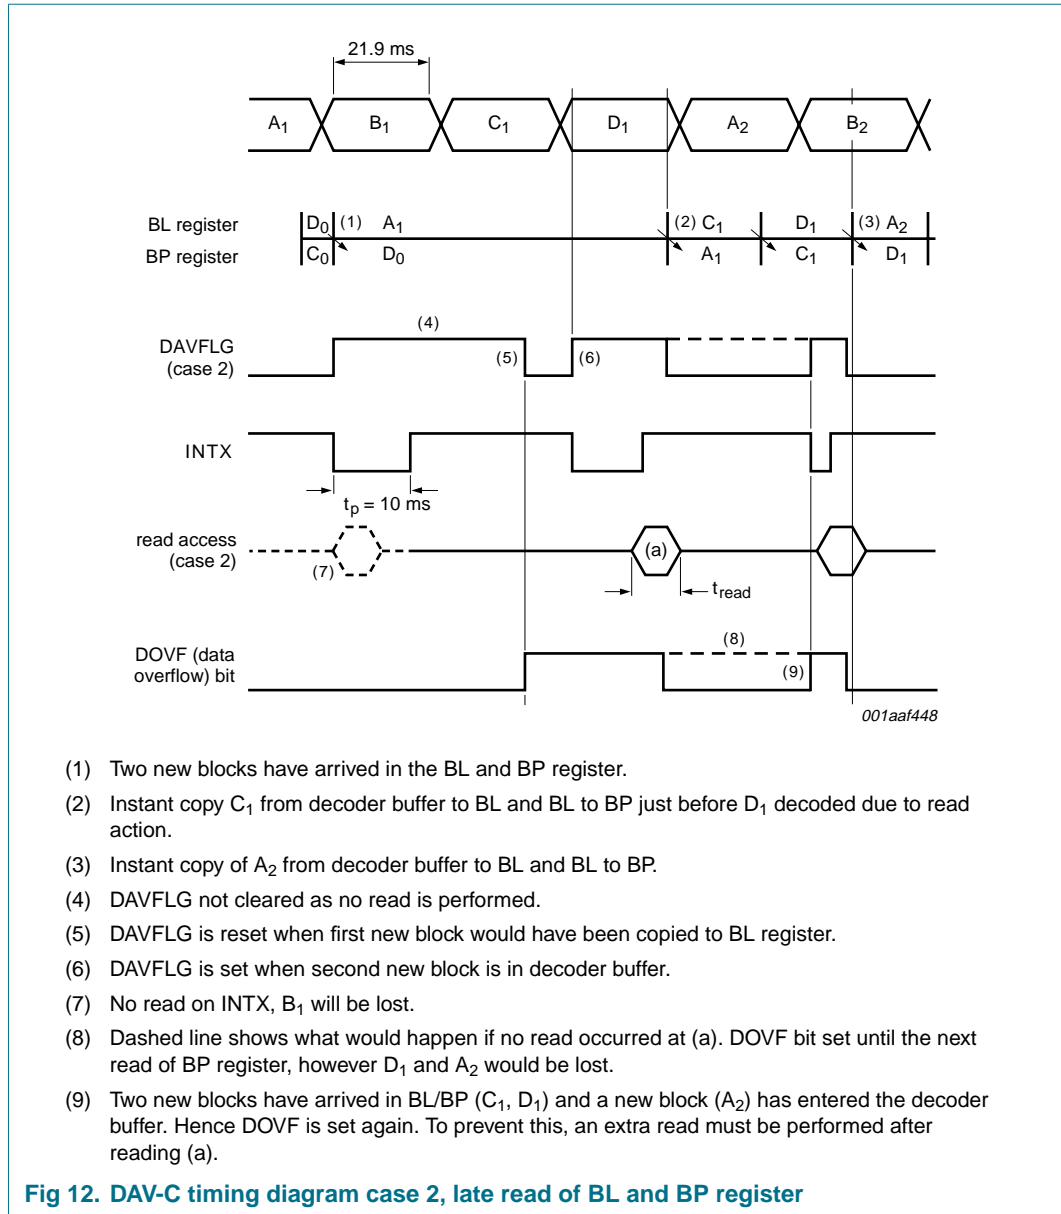 21.9 ms
A1 B1 C1 D1 A2 B2
BL register D0 (1) A1 (2) C1 D1 (3) A2
BP register C0 D0 A1 C1 D1
(4)
DAVFLG
(case 2)
(5) (6)
INTX
tp = 10 ms
read access
(case 2)
(7)
(a)
tread
(8)
DOVF (data
overflow) bit
(9)
001aaf448
(1) Two new blocks have arrived in the BL and BP register.
(2) Instant copy C1 from decoder buffer to BL and BL to BP just before D1 decoded due to read
action.
(3) Instant copy of A2 from decoder buffer to BL and BL to BP.
(4) DAVFLG not cleared as no read is performed.
(5) DAVFLG is reset when first new block would have been copied to BL register.
(6) DAVFLG is set when second new block is in decoder buffer.
(7) No read on INTX, B1 will be lost.
(8) Dashed line shows what would happen if no read occurred at (a). DOVF bit set until the next
read of BP register, however D1 and A2 would be lost.
(9) Two new blocks have arrived in BL/BP (C1, D1) and a new block (A2) has entered the decoder
buffer. Hence DOVF is set again. To prevent this, an extra read must be performed after
reading (a).
Fig 12. DAV-C timing diagram case 2, late read of BL and BP register